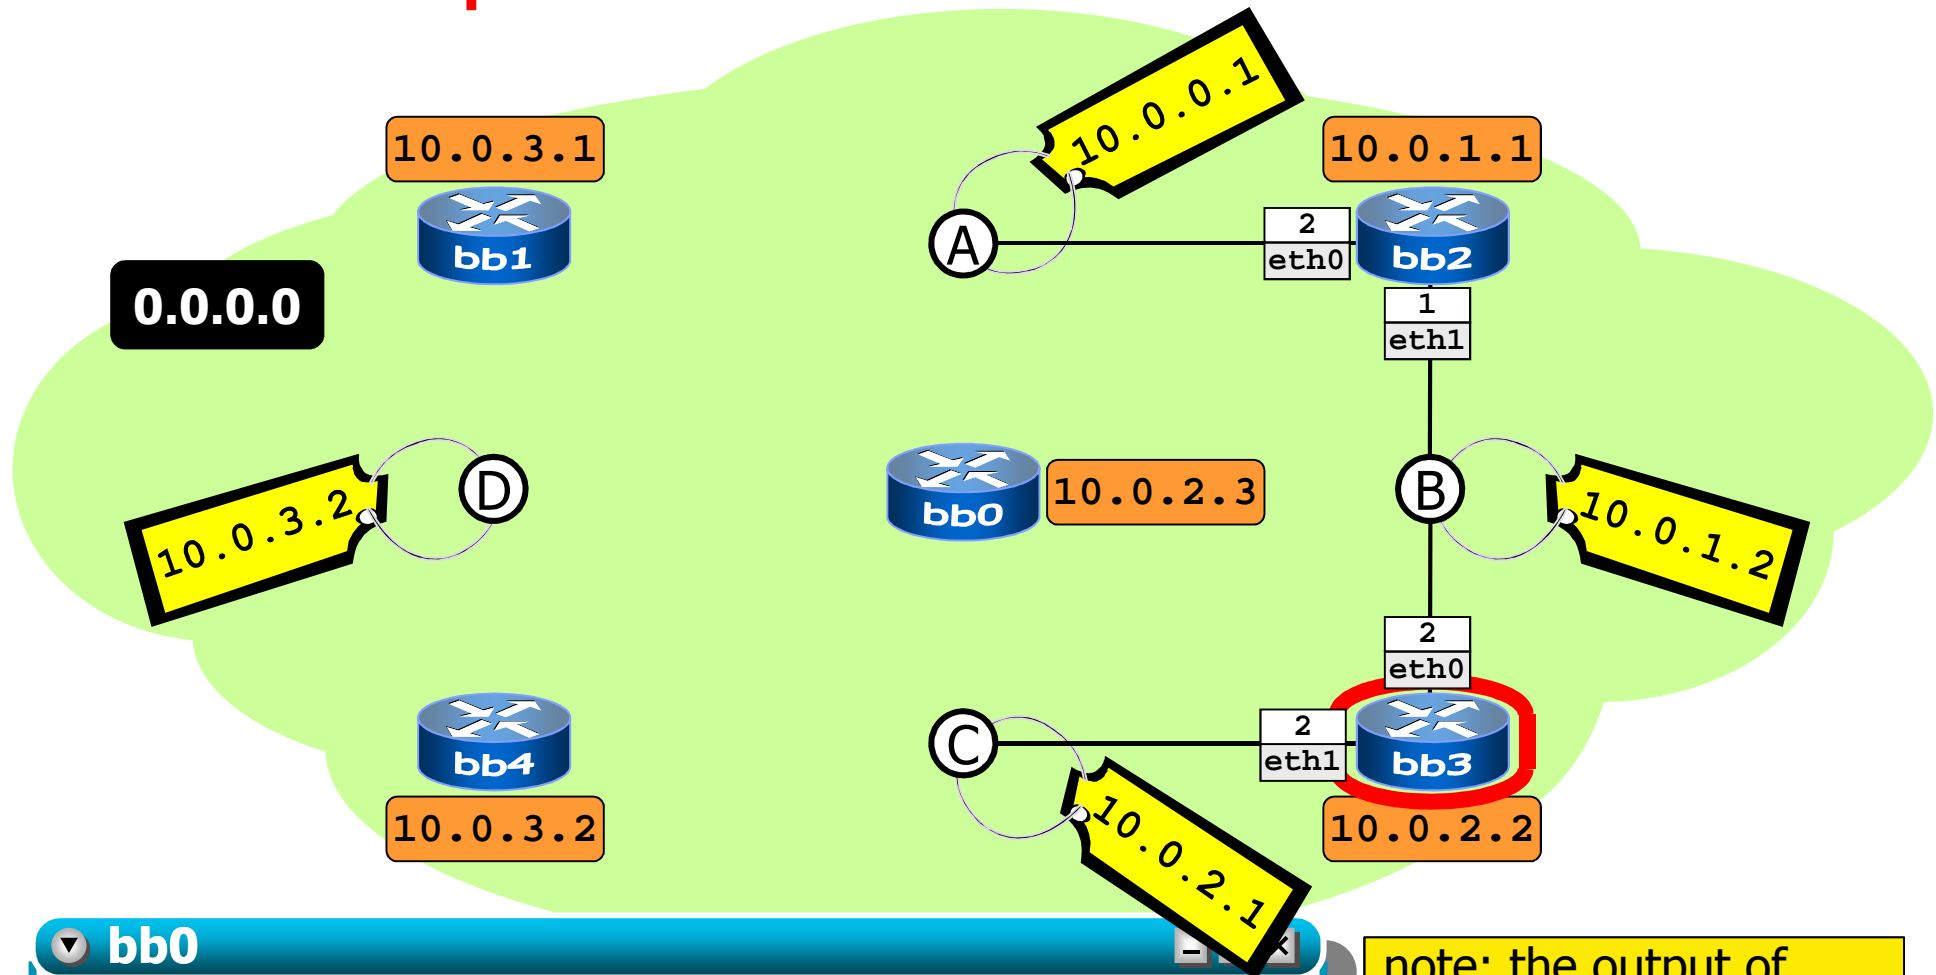 10.0.0.1
10.0.3.1
10.0.1.1
bb1
A
2
eth0
bb2
0.0.0.0
1
eth1
10.0.3.2
D
bb0
10.0.2.3
B
10.0.1.2
2
eth0
bb4
C
2
eth1
bb3
10.0.3.2
10.0.2.1
10.0.2.2
bb0
note: the output of